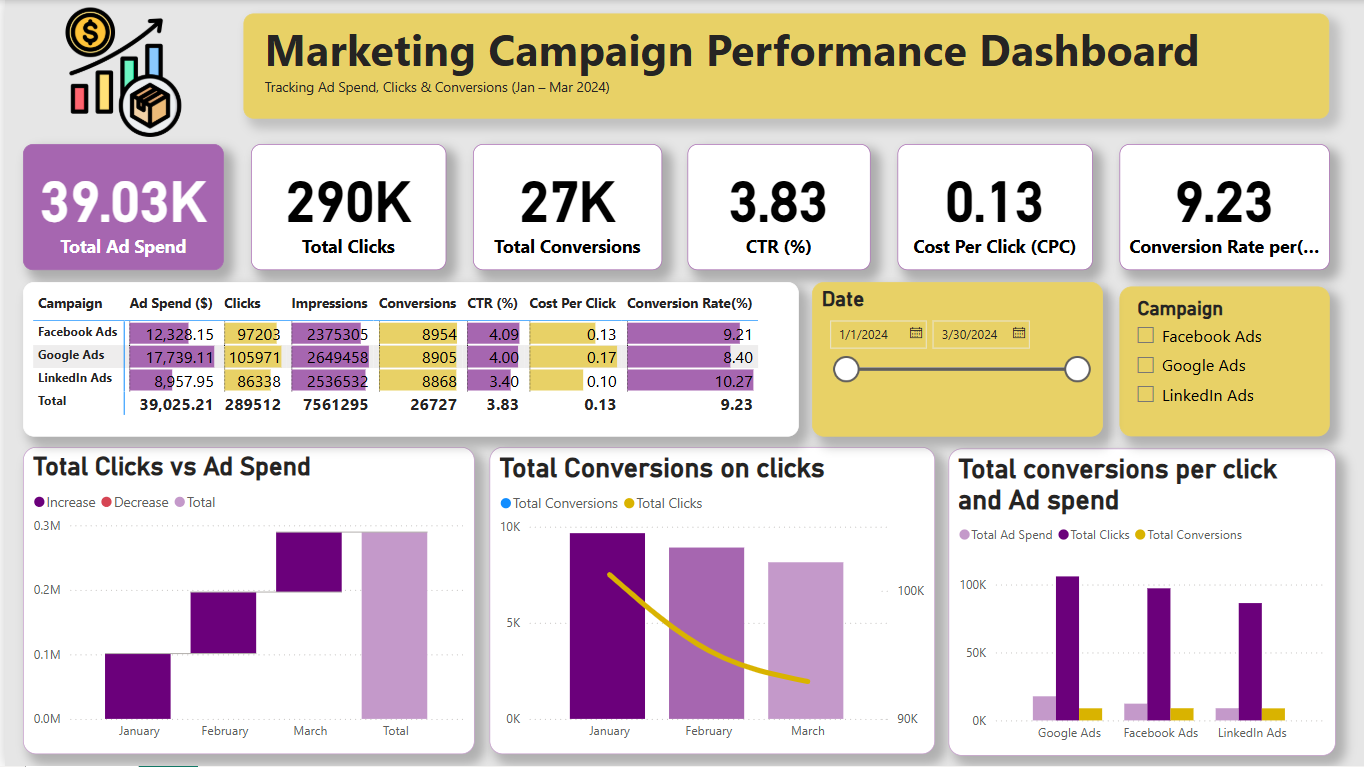 Marketing Campaign Performance Dashboard
Tracking Ad Spend, Clicks & Conversions (Jan – Mar 2024)
39.03K
Total Ad Spend
290K
Total Clicks
27K
Total Conversions
3.83
CTR (%)
0.13
Cost Per Click (CPC)
9.23
Conversion Rate per(...
Campaign Ad Spend ($) Clicks Impressions Conversions CTR (%) Cost Per Click Conversion Rate(%)
Facebook Ads 12,328.15 97203 2375305 8954 4.09 0.13 9.21
Google Ads 17,739.11 105971 2649458 8905 4.00 0.17 8.40
LinkedIn Ads 8,957.95 86338 2536532 8868 3.40 0.10 10.27
Total 39,025.21 289512 7561295 26727 3.83 0.13 9.23
Date
1/1/2024 3/30/2024
Campaign
Facebook Ads
Google Ads
LinkedIn Ads
Total Clicks vs Ad Spend
Increase Decrease Total
0.3M
0.2M
0.1M
0.0M
January February March Total
Total Conversions on clicks
Total Conversions Total Clicks
10K
5K
0K
100K
90K
January February March
Total conversions per click
and Ad spend
Total Ad Spend Total Clicks Total Conversions
100K
50K
0K
Google Ads Facebook Ads LinkedIn Ads